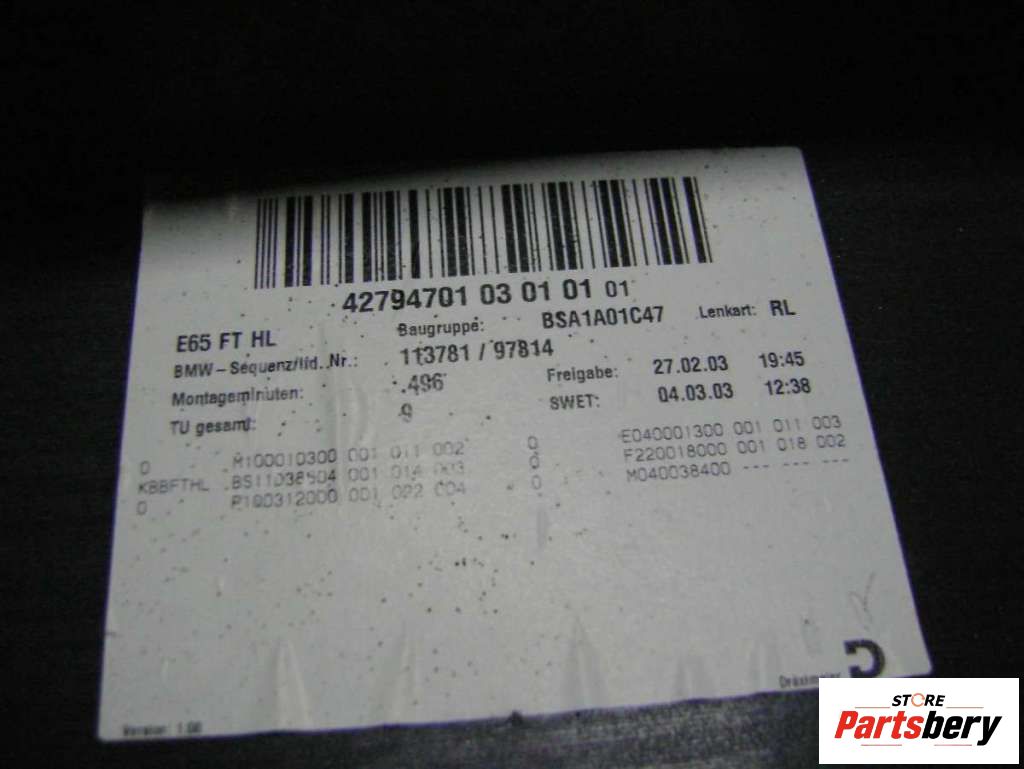 42794701 03 01 01 01
E65 FT HL Baugruppe: BSA1A01C47 Lenkart: RL
BMW-Sequenz/lfd. Nr.: 113781 / 97814 Freigabe: 27.02.03 19:45
Montageminuten: .496 SWET: 04.03.03 12:38
TU gesamt: 9
0 M100010300 001 011 002 0 E040001300 001 011 003
KBBFTHL BS11038504 001 014 003 0 F220018000 001 018 002
0 P100312000 001 022 004 0 M040038400 --- --- ---
Dräxlmaier
Version: 1.00
STORE
Partsbery